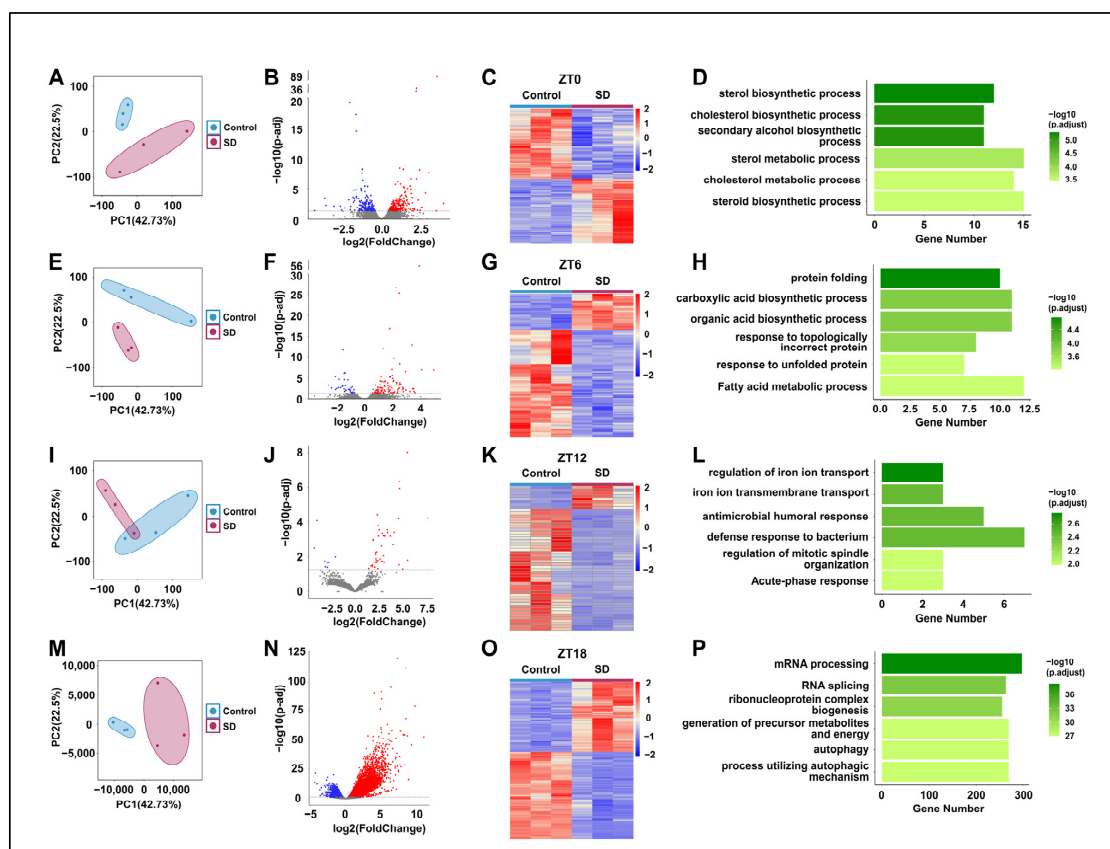 A
B
C
D
ZT0
Control
SD
100
0
−100
PC2(22.5%)
−100
0
100
PC1(42.73%)
Control
SD
89
36
20
15
10
5
0
−log10(p-adj)
−2.5
0.0
2.5
log2(FoldChange)
2
1
0
−1
−2
sterol biosynthetic process
cholesterol biosynthetic process
secondary alcohol biosynthetic
process
sterol metabolic process
cholesterol metabolic process
steroid biosynthetic process
0
5
10
15
Gene Number
−log10
(p.adjust)
5.0
4.5
4.0
3.5
E
F
G
H
ZT6
Control
SD
100
0
−100
PC2(22.5%)
−100
0
100
PC1(42.73%)
Control
SD
56
30
25
20
15
10
5
0
−log10(p-adj)
−2
0
2
4
6
log2(FoldChange)
2
1
0
−1
−2
protein folding
carboxylic acid biosynthetic process
organic acid biosynthetic process
response to topologically
incorrect protein
response to unfolded protein
Fatty acid metabolic process
0.0
2.5
5.0
7.5
10.0
12.5
Gene Number
−log10
(p.adjust)
4.4
4.0
3.6
I
J
K
L
ZT12
Control
SD
100
0
−100
PC2(22.5%)
−100
0
100
PC1(42.73%)
Control
SD
8
6
4
2
0
−log10(p-adj)
−2.5
0
2.5
5
7.5
log2(FoldChange)
2
1
0
−1
−2
regulation of iron ion transport
iron ion transmembrane transport
antimicrobial humoral response
defense response to bacterium
regulation of mitotic spindle
organization
Acute-phase response
0
2
4
6
Gene Number
−log10
(p.adjust)
2.6
2.4
2.2
2.0
M
N
O
P
ZT18
Control
SD
10,000
5,000
0
−5,000
PC2(22.5%)
−10,000
0
10,000
PC1(42.73%)
Control
SD
125
100
75
50
25
0
−log10(p-adj)
−5
0
5
10
log2(FoldChange)
2
1
0
−1
−2
mRNA processing
RNA splicing
ribonucleoprotein complex
biogenesis
generation of precursor metabolites
and energy
autophagy
process utilizing autophagic
mechanism
0
100
200
300
Gene Number
−log10
(p.adjust)
36
33
30
27